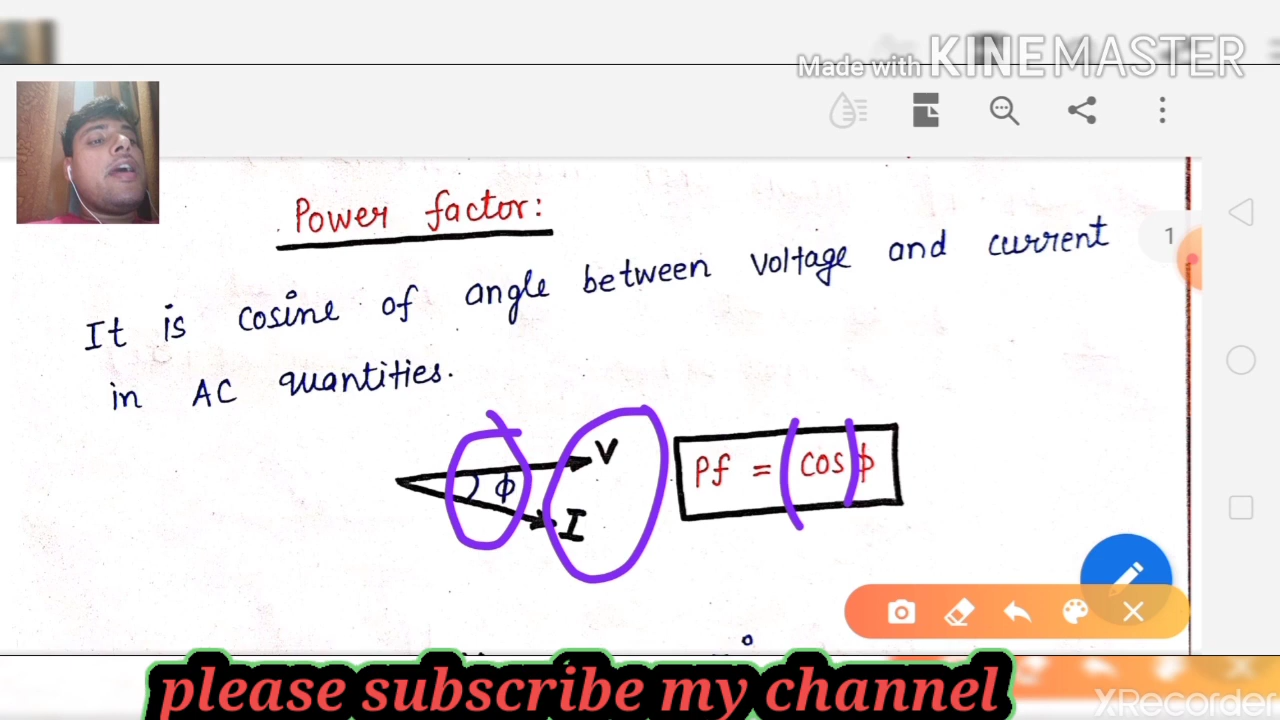 Made with KINEMASTER
Power factor:
It is cosine of angle between voltage and current
in AC quantities.
V
ϕ
I
Pf = cos ϕ
1
please subscribe my channel
XRecorder